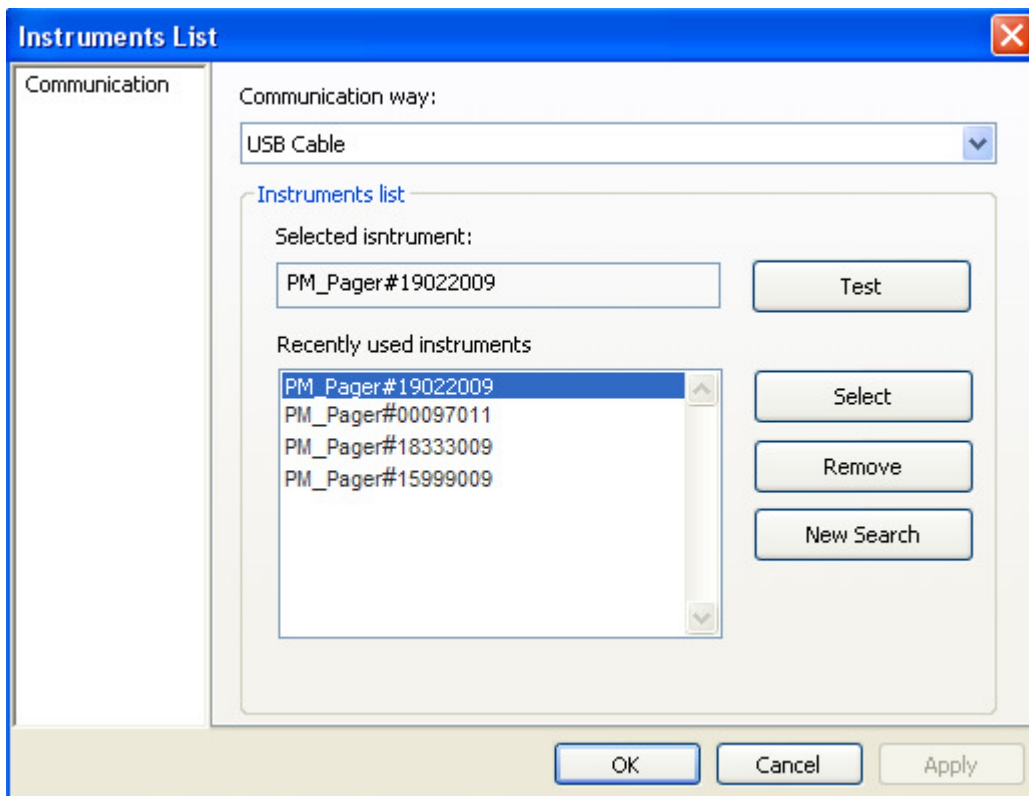 Instruments List
Communication
Communication way:
USB Cable
Instruments list
Selected isntrument:
PM_Pager#19022009
Test
Recently used instruments
PM_Pager#19022009
PM_Pager#00097011
PM_Pager#18333009
PM_Pager#15999009
Select
Remove
New Search
OK
Cancel
Apply